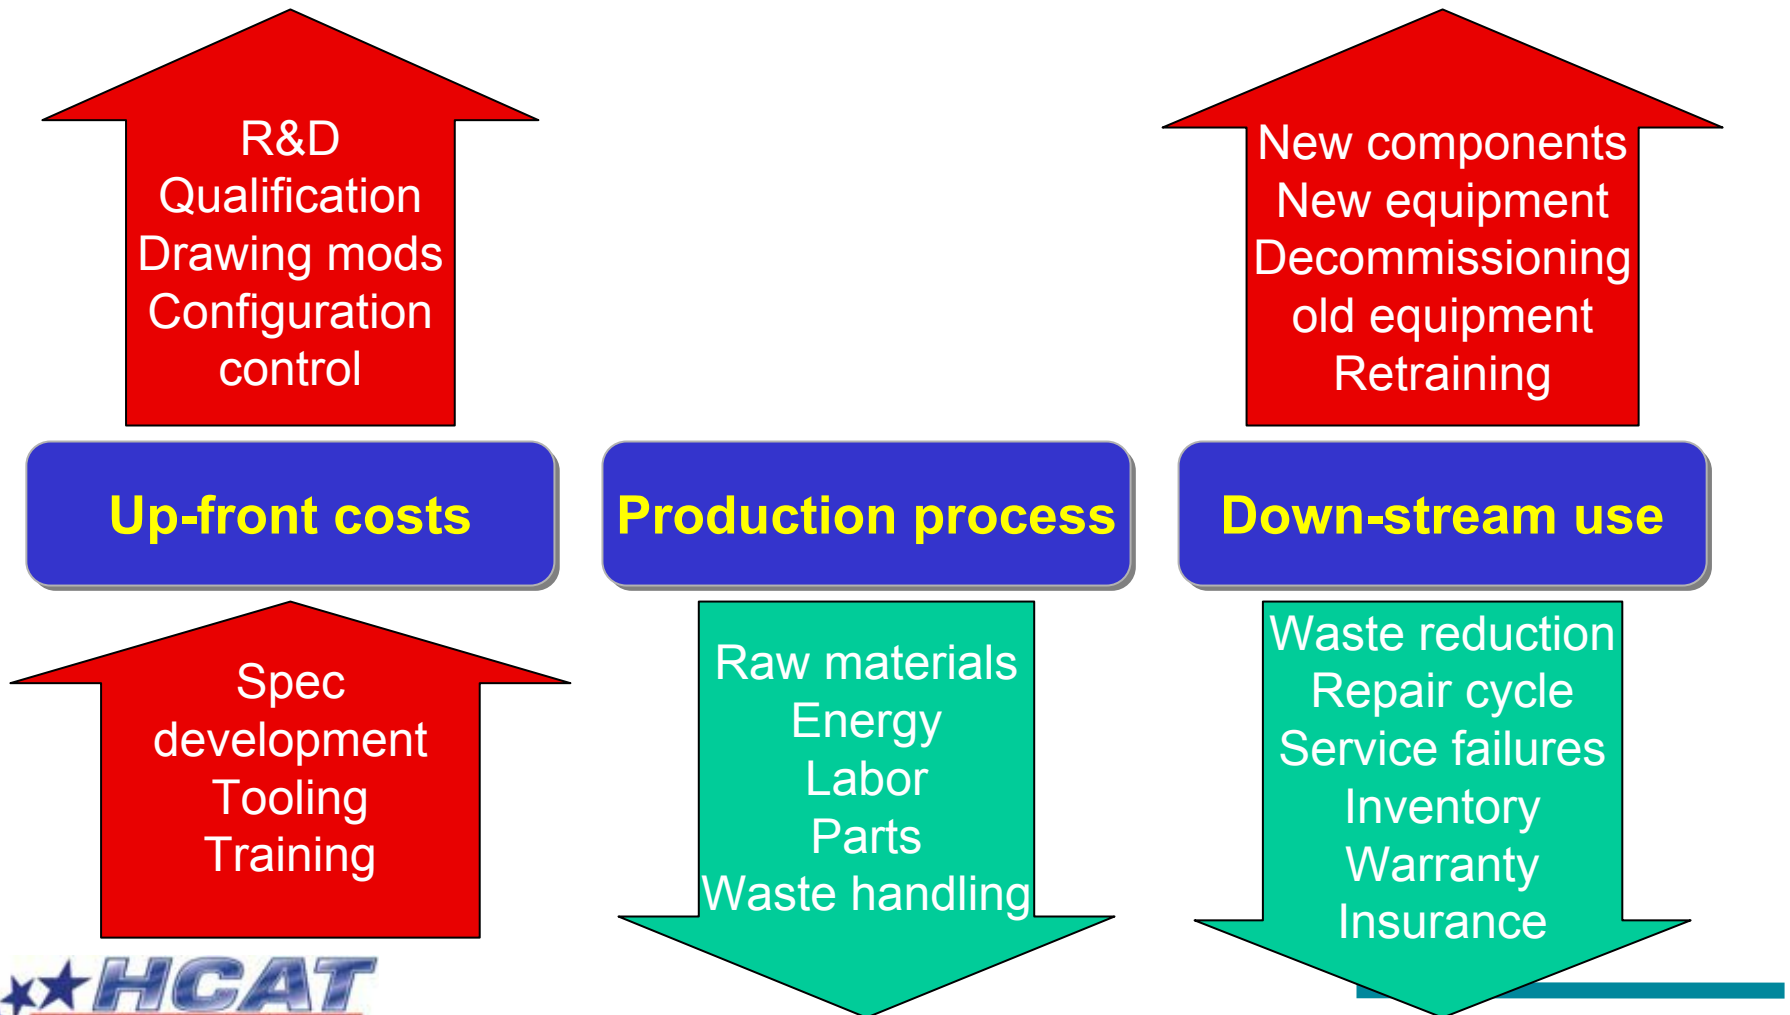 R&D
Qualification
Drawing mods
Configuration
control
New components
New equipment
Decommissioning
old equipment
Retraining
Up-front costs
Production process
Down-stream use
Spec
development
Tooling
Training
Raw materials
Energy
Labor
Parts
Waste handling
Waste reduction
Repair cycle
Service failures
Inventory
Warranty
Insurance
HCAT